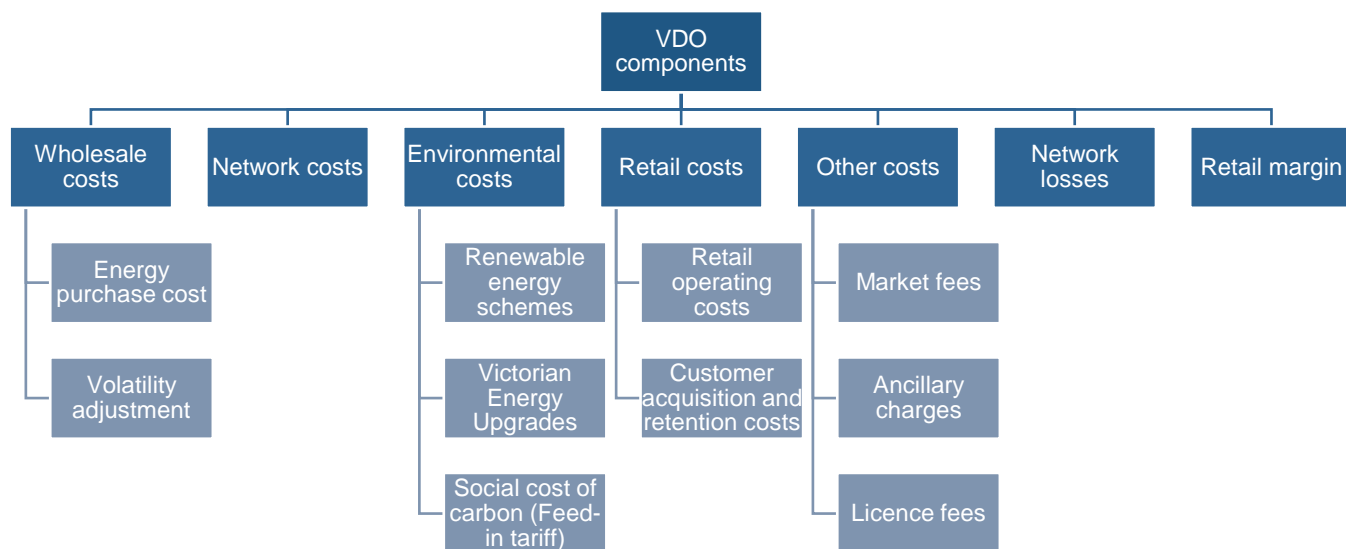 VDO
components
Wholesale
costs
Network costs
Environmental
costs
Retail costs
Other costs
Network
losses
Retail margin
Energy
purchase cost
Volatility
adjustment
Renewable
energy
schemes
Victorian
Energy
Upgrades
Social cost of
carbon (Feed-
in tariff)
Retail
operating
costs
Customer
acquisition and
retention costs
Market fees
Ancillary
charges
Licence fees